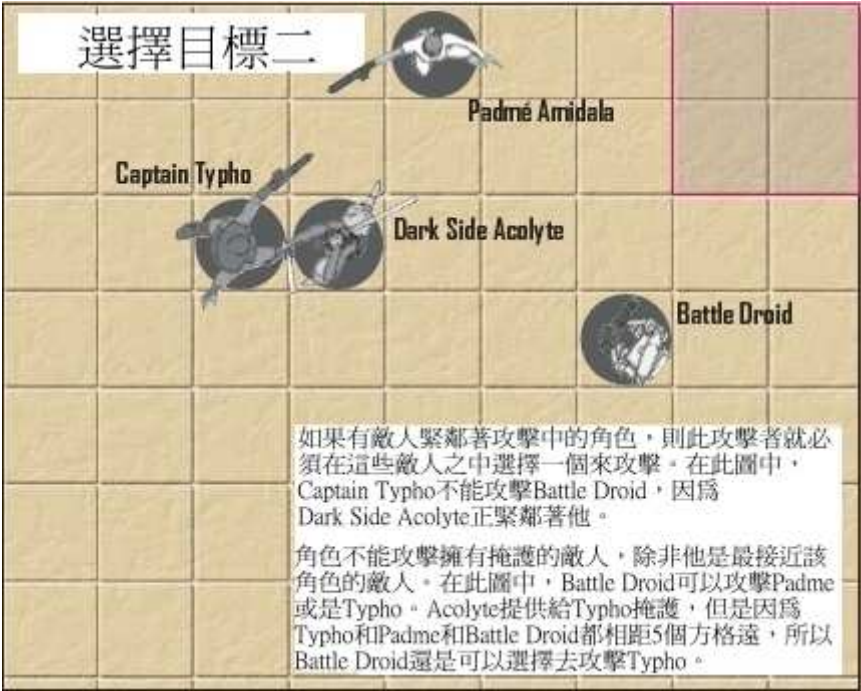 選擇目標二
Padmé Amidala
Captain Typho
Dark Side Acolyte
Battle Droid
如果有敵人緊鄰著攻擊中的角色，則此攻擊者就必
須在這些敵人之中選擇一個來攻擊。在此圖中，
Captain Typho不能攻擊Battle Droid，因爲
Dark Side Acolyte正緊鄰著他。
角色不能攻擊擁有掩護的敵人，除非他是最接近該
角色的敵人。在此圖中，Battle Droid可以攻擊Padme
或是Typho。Acolyte提供給Typho掩護，但是因爲
Typho和Padme和Battle Droid都相距5個方格遠，所以
Battle Droid還是可以選擇去攻擊Typho。